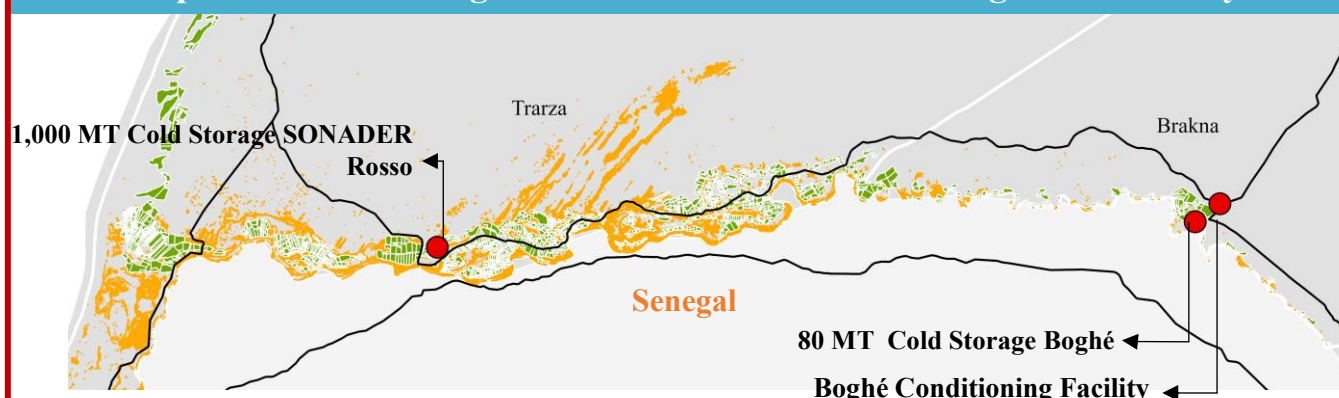 Trarza
Brakna
1,000 MT Cold Storage SONADER
Rosso
Senegal
80 MT Cold Storage Boghé
Boghé Conditioning Facility